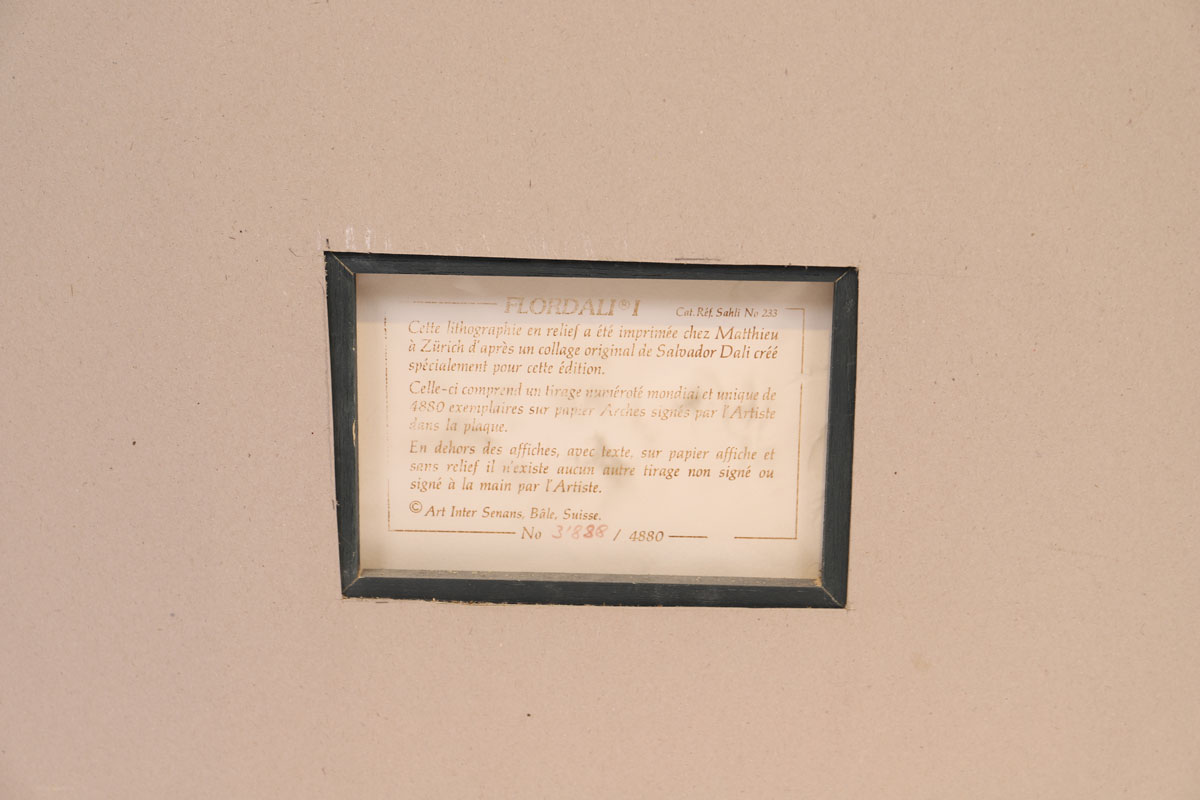 FLORDALI® I Cat. Réf. Sahli No 233
Cette lithographie en relief a été imprimée chez Matthieu
à Zürich d'après un collage original de Salvador Dali créé
spécialement pour cette édition.
Celle-ci comprend un tirage numéroté mondial et unique de
4880 exemplaires sur papier Arches signés par l'Artiste
dans la plaque.
En dehors des affiches, avec texte, sur papier affiche et
sans relief il n'existe aucun autre tirage non signé ou
signé à la main par l'Artiste.
© Art Inter Senans, Bâle, Suisse.
No 3'888 / 4880